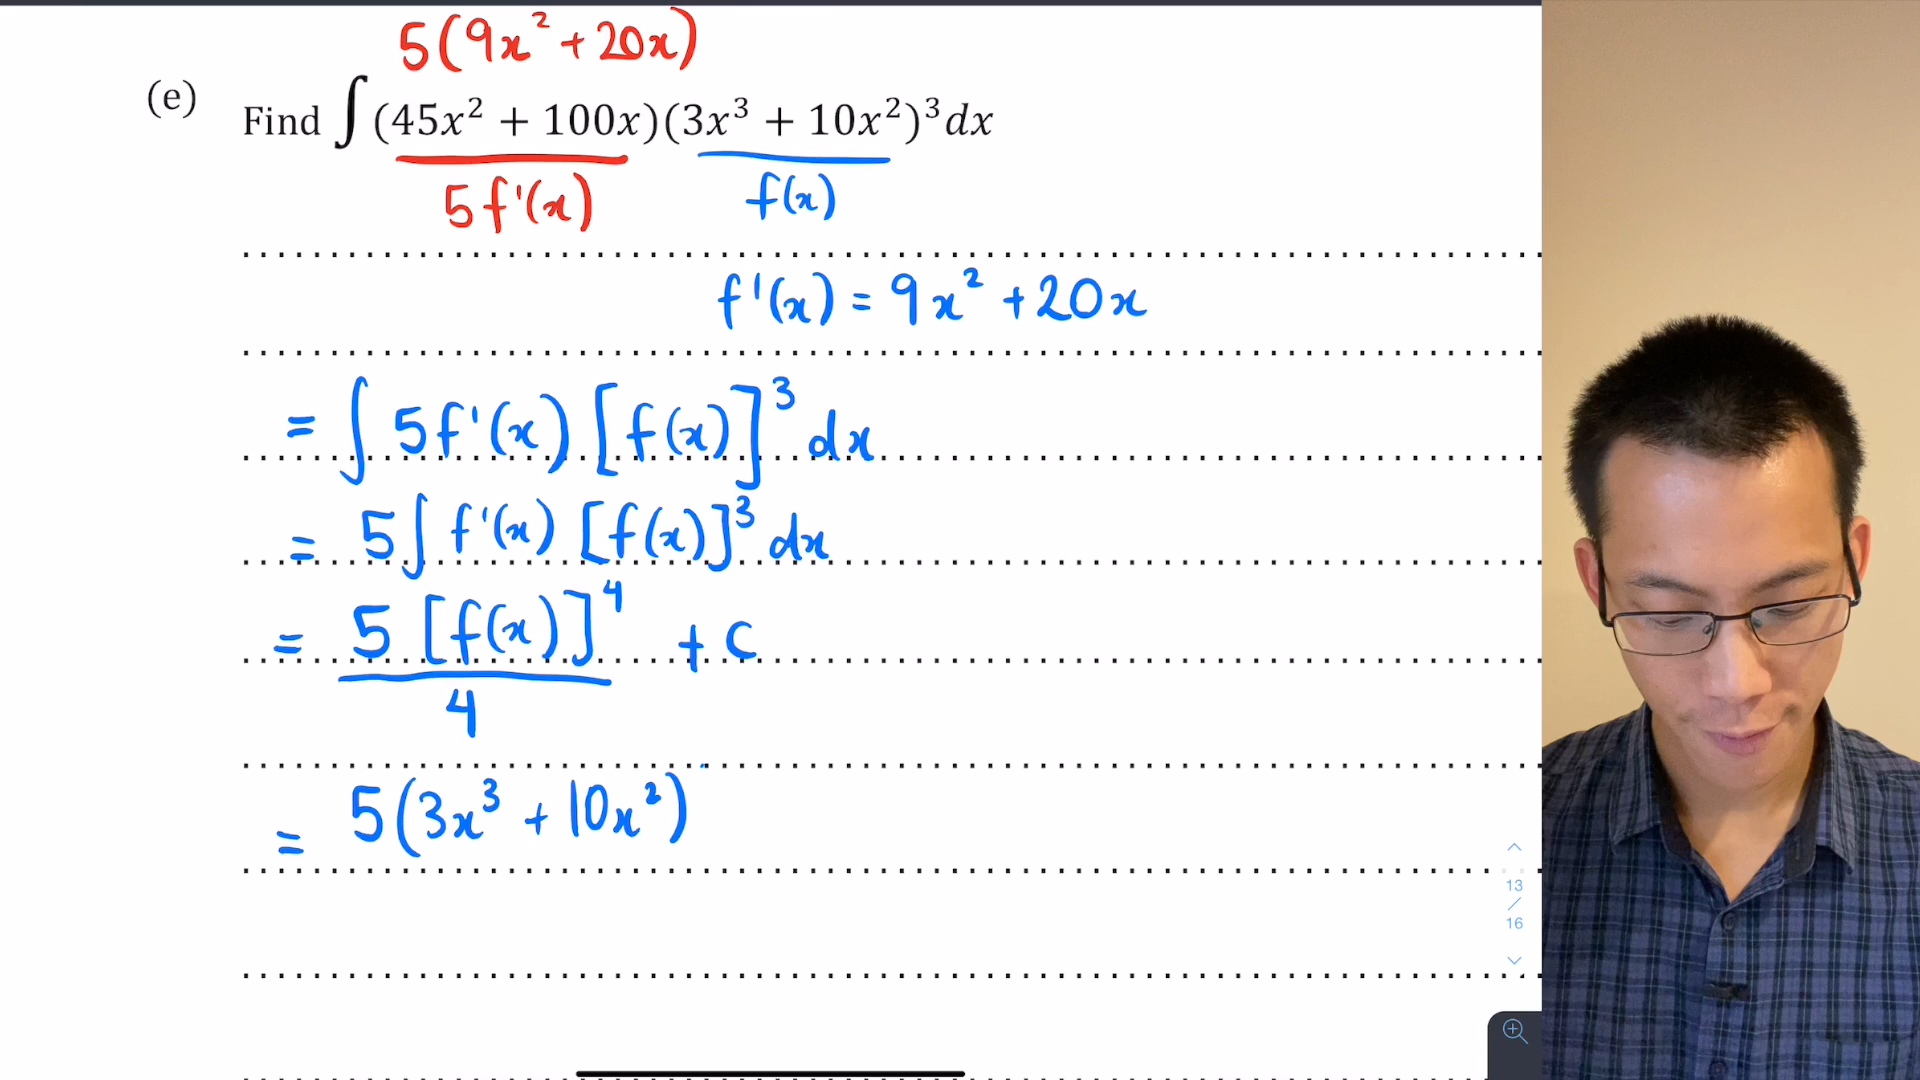 5(9x² + 20x)
(e) Find ∫(45x² + 100x)(3x³ + 10x²)³dx
5f'(x) f(x)
f'(x) = 9x² + 20x
= ∫ 5f'(x) [f(x)]³ dx
= 5∫ f'(x) [f(x)]³ dx
= 5 [f(x)]⁴ + c
4
= 5(3x³ + 10x²)
13
/
16